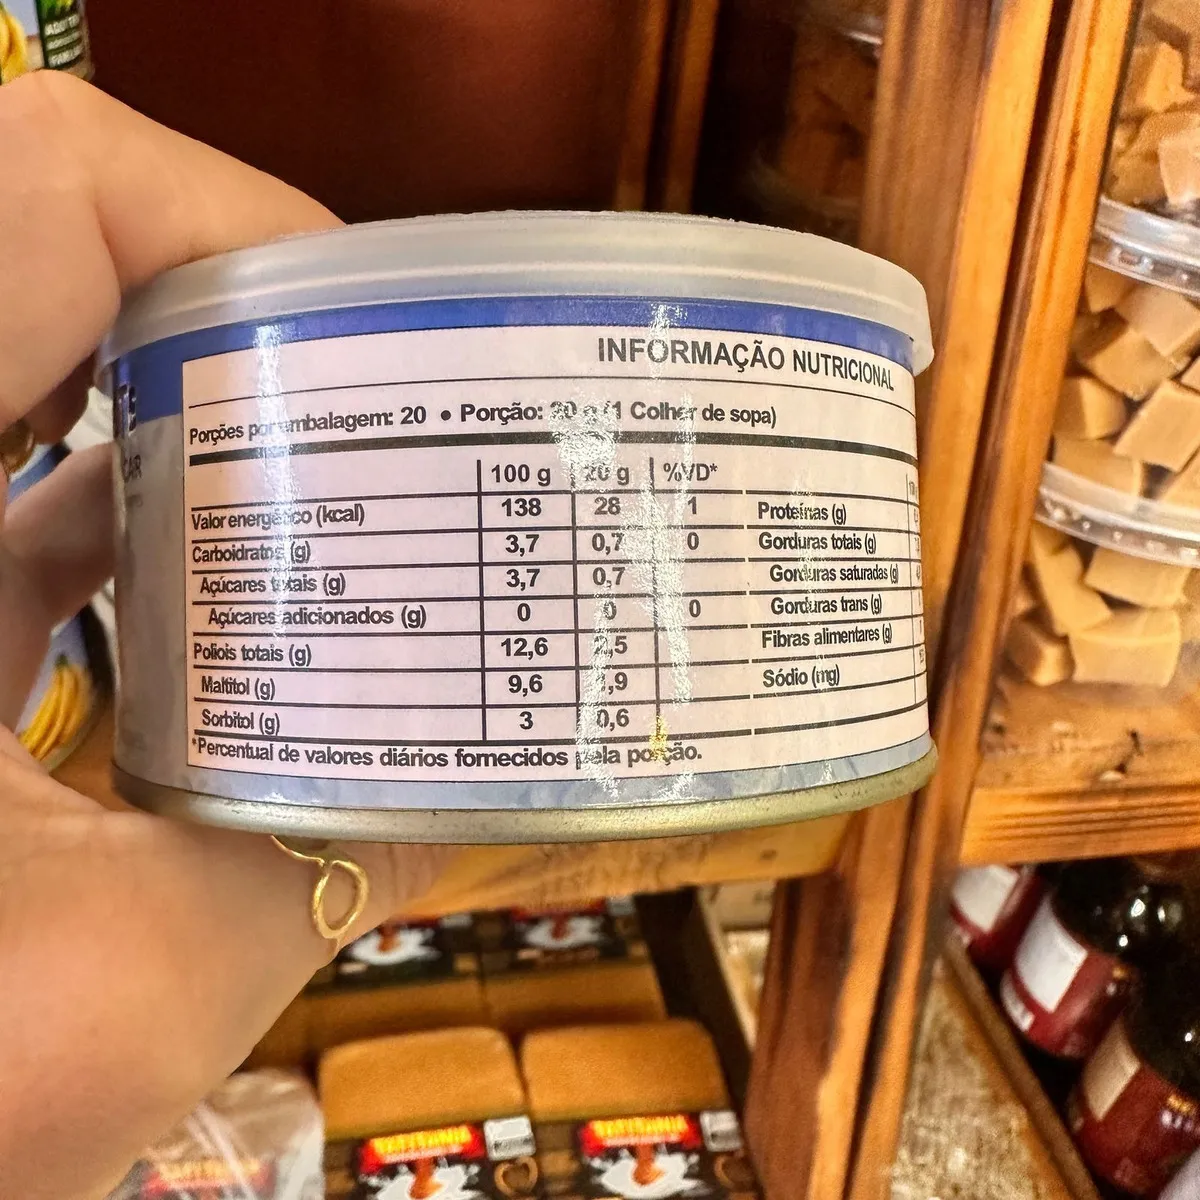 INFORMAÇÃO NUTRICIONAL
Porções por embalagem: 20 • Porção: 20 g (1 Colher de sopa)
100 g 20 g %VD*
Valor energético (kcal) 138 28 1 Proteínas (g)
Carboidratos (g) 3,7 0,7 0 Gorduras totais (g)
Açúcares totais (g) 3,7 0,7 Gorduras saturadas (g)
Açúcares adicionados (g) 0 0 0 Gorduras trans (g)
Polióis totais (g) 12,6 2,5 Fibras alimentares (g)
Maltitol (g) 9,6 1,9 Sódio (mg)
Sorbitol (g) 3 0,6
*Percentual de valores diários fornecidos pela porção.